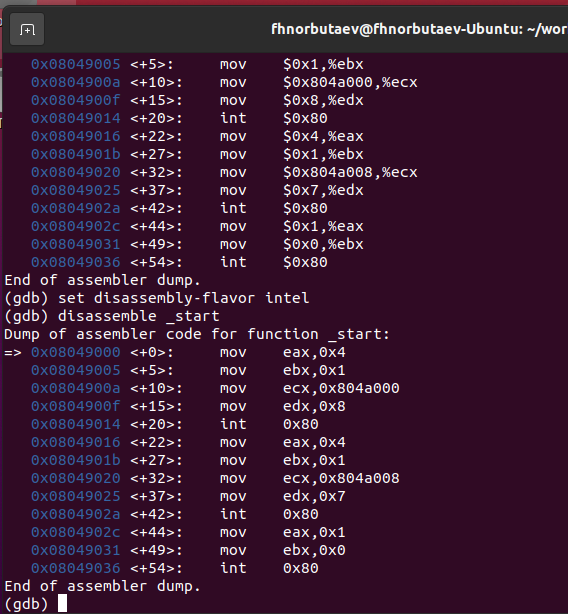 fhnorbutaev@fhnorbutaev-Ubuntu: ~/wor
0x08049005 <+5>: mov $0x1,%ebx
0x0804900a <+10>: mov $0x804a000,%ecx
0x0804900f <+15>: mov $0x8,%edx
0x08049014 <+20>: int $0x80
0x08049016 <+22>: mov $0x4,%eax
0x0804901b <+27>: mov $0x1,%ebx
0x08049020 <+32>: mov $0x804a008,%ecx
0x08049025 <+37>: mov $0x7,%edx
0x0804902a <+42>: int $0x80
0x0804902c <+44>: mov $0x1,%eax
0x08049031 <+49>: mov $0x0,%ebx
0x08049036 <+54>: int $0x80
End of assembler dump.
(gdb) set disassembly-flavor intel
(gdb) disassemble _start
Dump of assembler code for function _start:
=> 0x08049000 <+0>: mov eax,0x4
0x08049005 <+5>: mov ebx,0x1
0x0804900a <+10>: mov ecx,0x804a000
0x0804900f <+15>: mov edx,0x8
0x08049014 <+20>: int 0x80
0x08049016 <+22>: mov eax,0x4
0x0804901b <+27>: mov ebx,0x1
0x08049020 <+32>: mov ecx,0x804a008
0x08049025 <+37>: mov edx,0x7
0x0804902a <+42>: int 0x80
0x0804902c <+44>: mov eax,0x1
0x08049031 <+49>: mov ebx,0x0
0x08049036 <+54>: int 0x80
End of assembler dump.
(gdb)